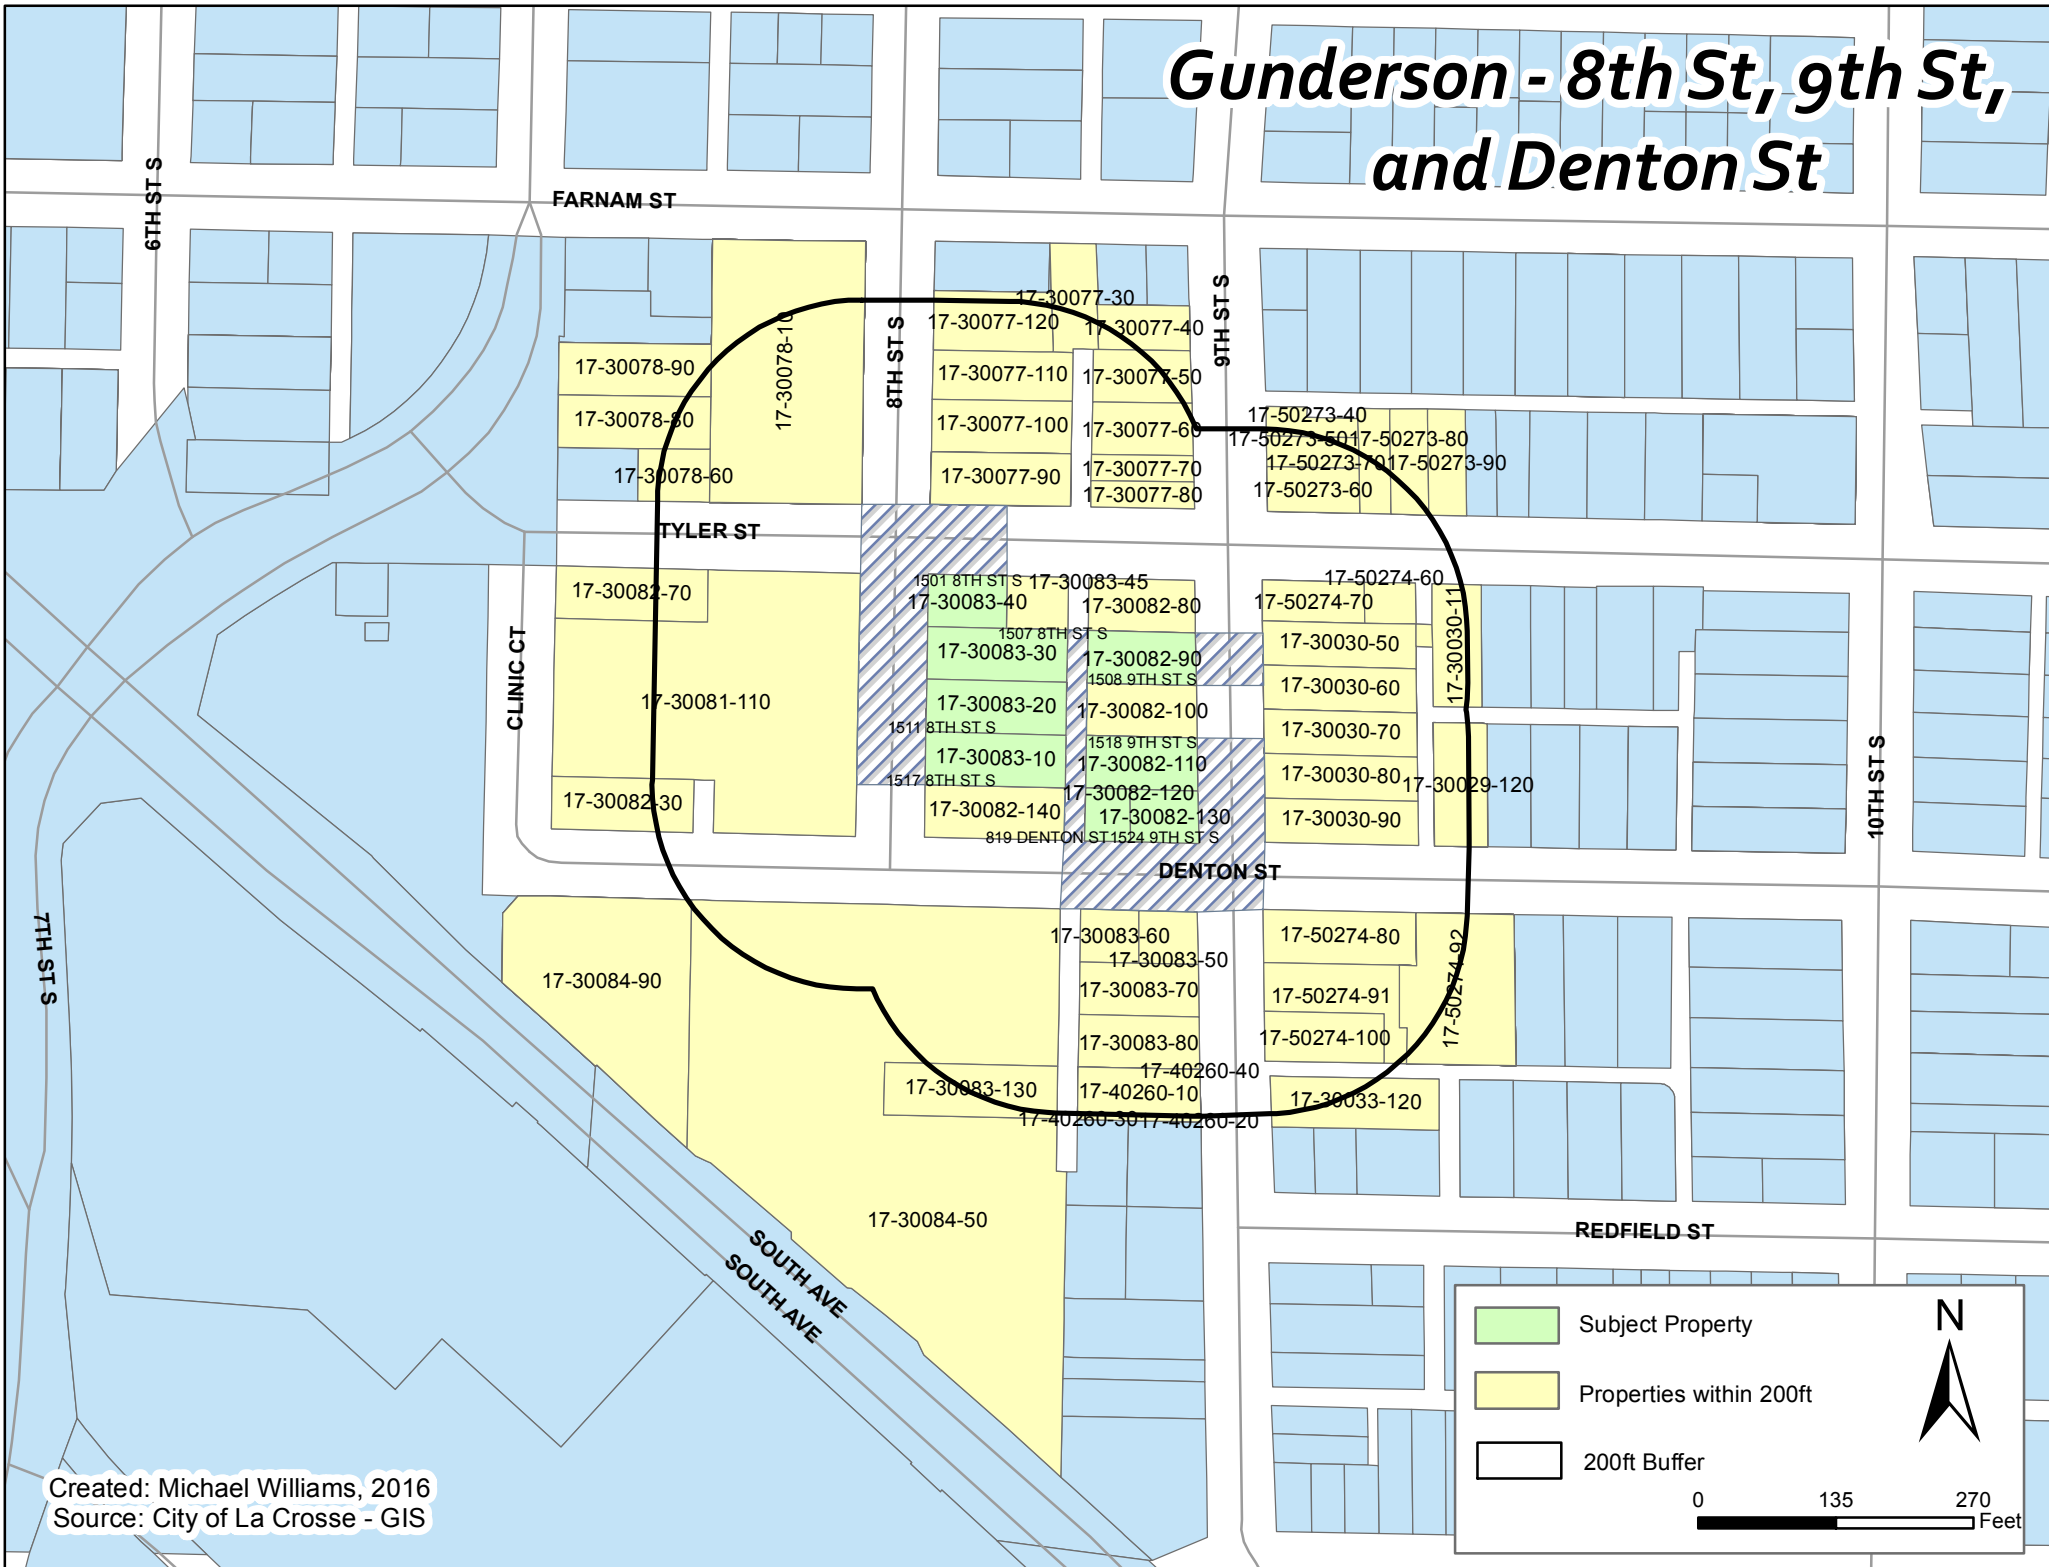 Gunderson - 8th St, 9th St,
and Denton St
6TH ST S
FARNAM ST
8TH ST S
9TH ST S
17-30077-30
17-30077-120
17-30077-40
17-30078-10
17-30078-90
17-30077-110
17-30077-50
17-30078-80
17-30077-100
17-30077-60
17-50273-40
17-50273-50
17-50273-80
17-50273-70
17-50273-90
17-30078-60
17-30077-90
17-30077-70
17-30077-80
17-50273-60
TYLER ST
1501 8TH ST S
17-30083-45
17-30083-40
17-30082-80
17-50274-60
17-50274-70
17-30082-70
CLINIC CT
1507 8TH ST S
17-30083-30
17-30082-90
1508 9TH ST S
17-30030-50
17-30030-11
17-30081-110
17-30083-20
17-30082-100
17-30030-60
1511 8TH ST S
17-30030-70
1518 9TH ST S
17-30083-10
17-30082-110
1517 8TH ST S
17-30030-80
17-30029-120
10TH ST S
17-30082-30
17-30082-140
17-30082-120
17-30082-130
17-30030-90
819 DENTON ST
1524 9TH ST S
DENTON ST
7TH ST S
17-30084-90
17-30083-60
17-30083-50
17-50274-80
17-50274-92
17-30083-70
17-50274-91
17-30083-80
17-50274-100
17-40260-40
17-30083-130
17-40260-10
17-30033-120
17-40260-30
17-40260-20
17-30084-50
REDFIELD ST
SOUTH AVE
SOUTH AVE
Subject Property
Properties within 200ft
200ft Buffer
N
0 135 270
Feet
Created: Michael Williams, 2016
Source: City of La Crosse - GIS